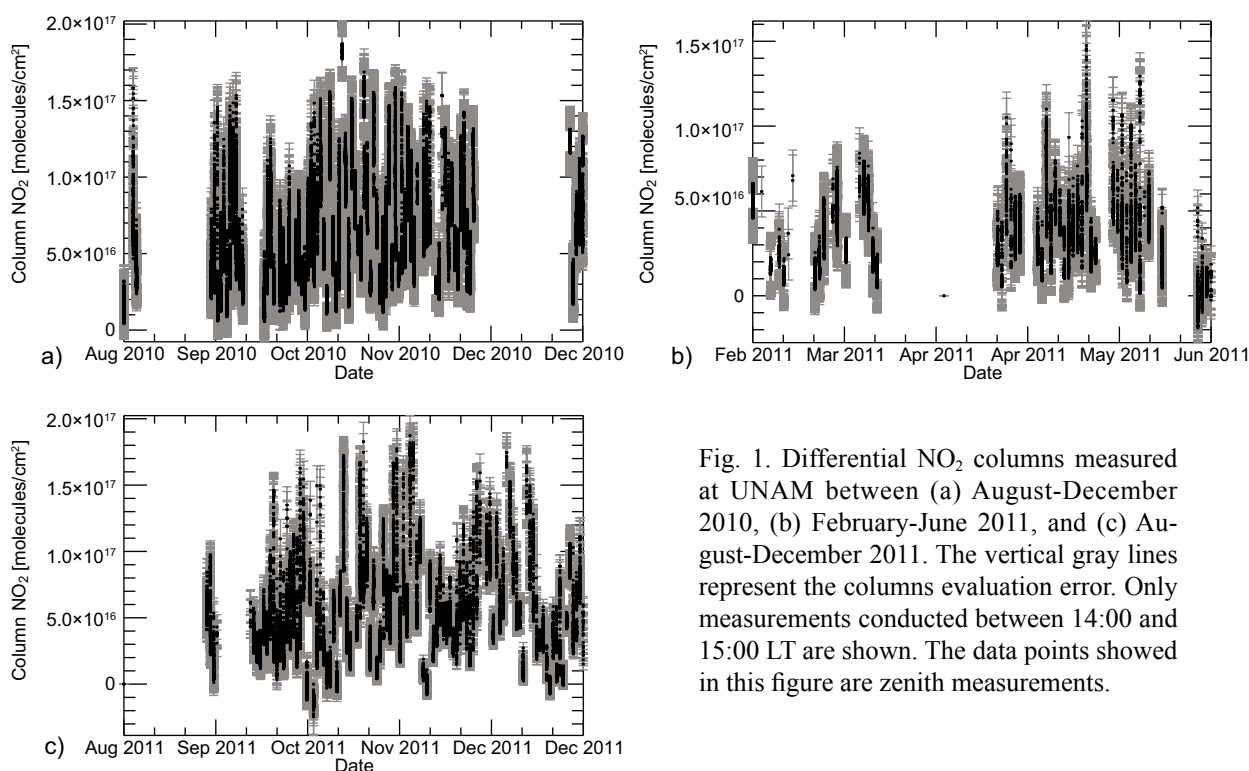 2.0×10¹⁷
1.5×10¹⁷
1.0×10¹⁷
5.0×10¹⁶
0
Column NO₂ [molecules/cm²]
a)
Aug 2010 Sep 2010 Oct 2010 Nov 2010 Dec 2010 Dec 2010
Date
1.5×10¹⁷
1.0×10¹⁷
5.0×10¹⁶
0
Column NO₂ [molecules/cm²]
b)
Feb 2011 Mar 2011 Apr 2011 Apr 2011 May 2011 Jun 2011
Date
2.0×10¹⁷
1.5×10¹⁷
1.0×10¹⁷
5.0×10¹⁶
0
Column NO₂ [molecules/cm²]
c)
Aug 2011 Sep 2011 Oct 2011 Nov 2011 Dec 2011 Dec 2011
Date
Fig. 1. Differential NO₂ columns measured
at UNAM between (a) August-December
2010, (b) February-June 2011, and (c) Au-
gust-December 2011. The vertical gray lines
represent the columns evaluation error. Only
measurements conducted between 14:00 and
15:00 LT are shown. The data points showed
in this figure are zenith measurements.